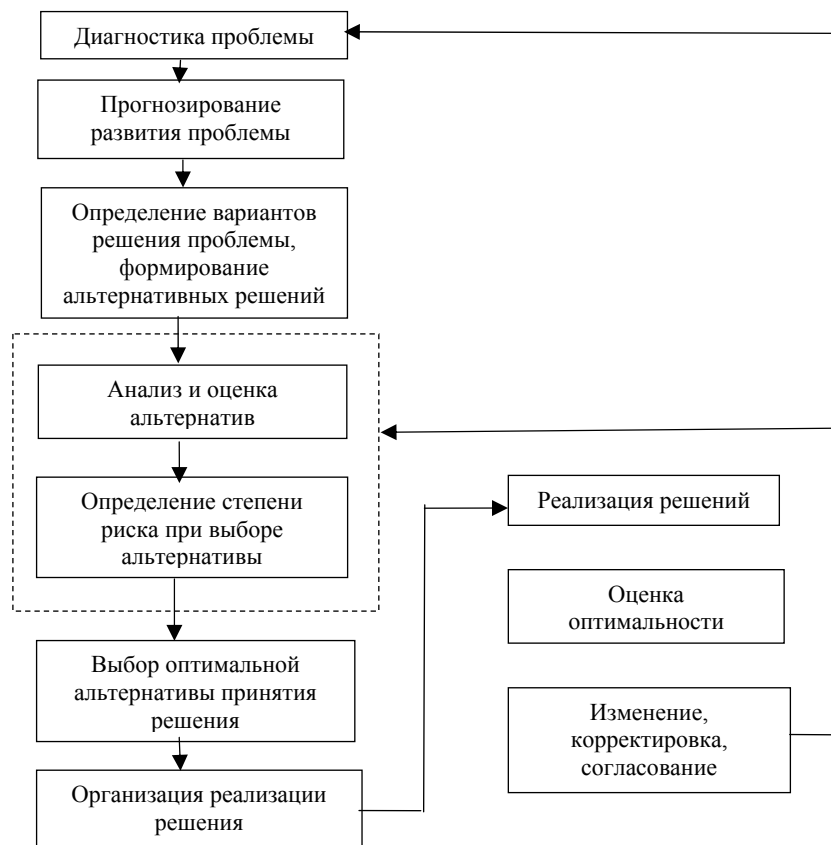 Диагностика проблемы
Прогнозирование
развития проблемы
Определение вариантов
решения проблемы,
формирование
альтернативных решений
Анализ и оценка
альтернатив
Определение степени
риска при выборе
альтернативы
Выбор оптимальной
альтернативы принятия
решения
Организация реализации
решения
Реализация решений
Оценка
оптимальности
Изменение,
корректировка,
согласование